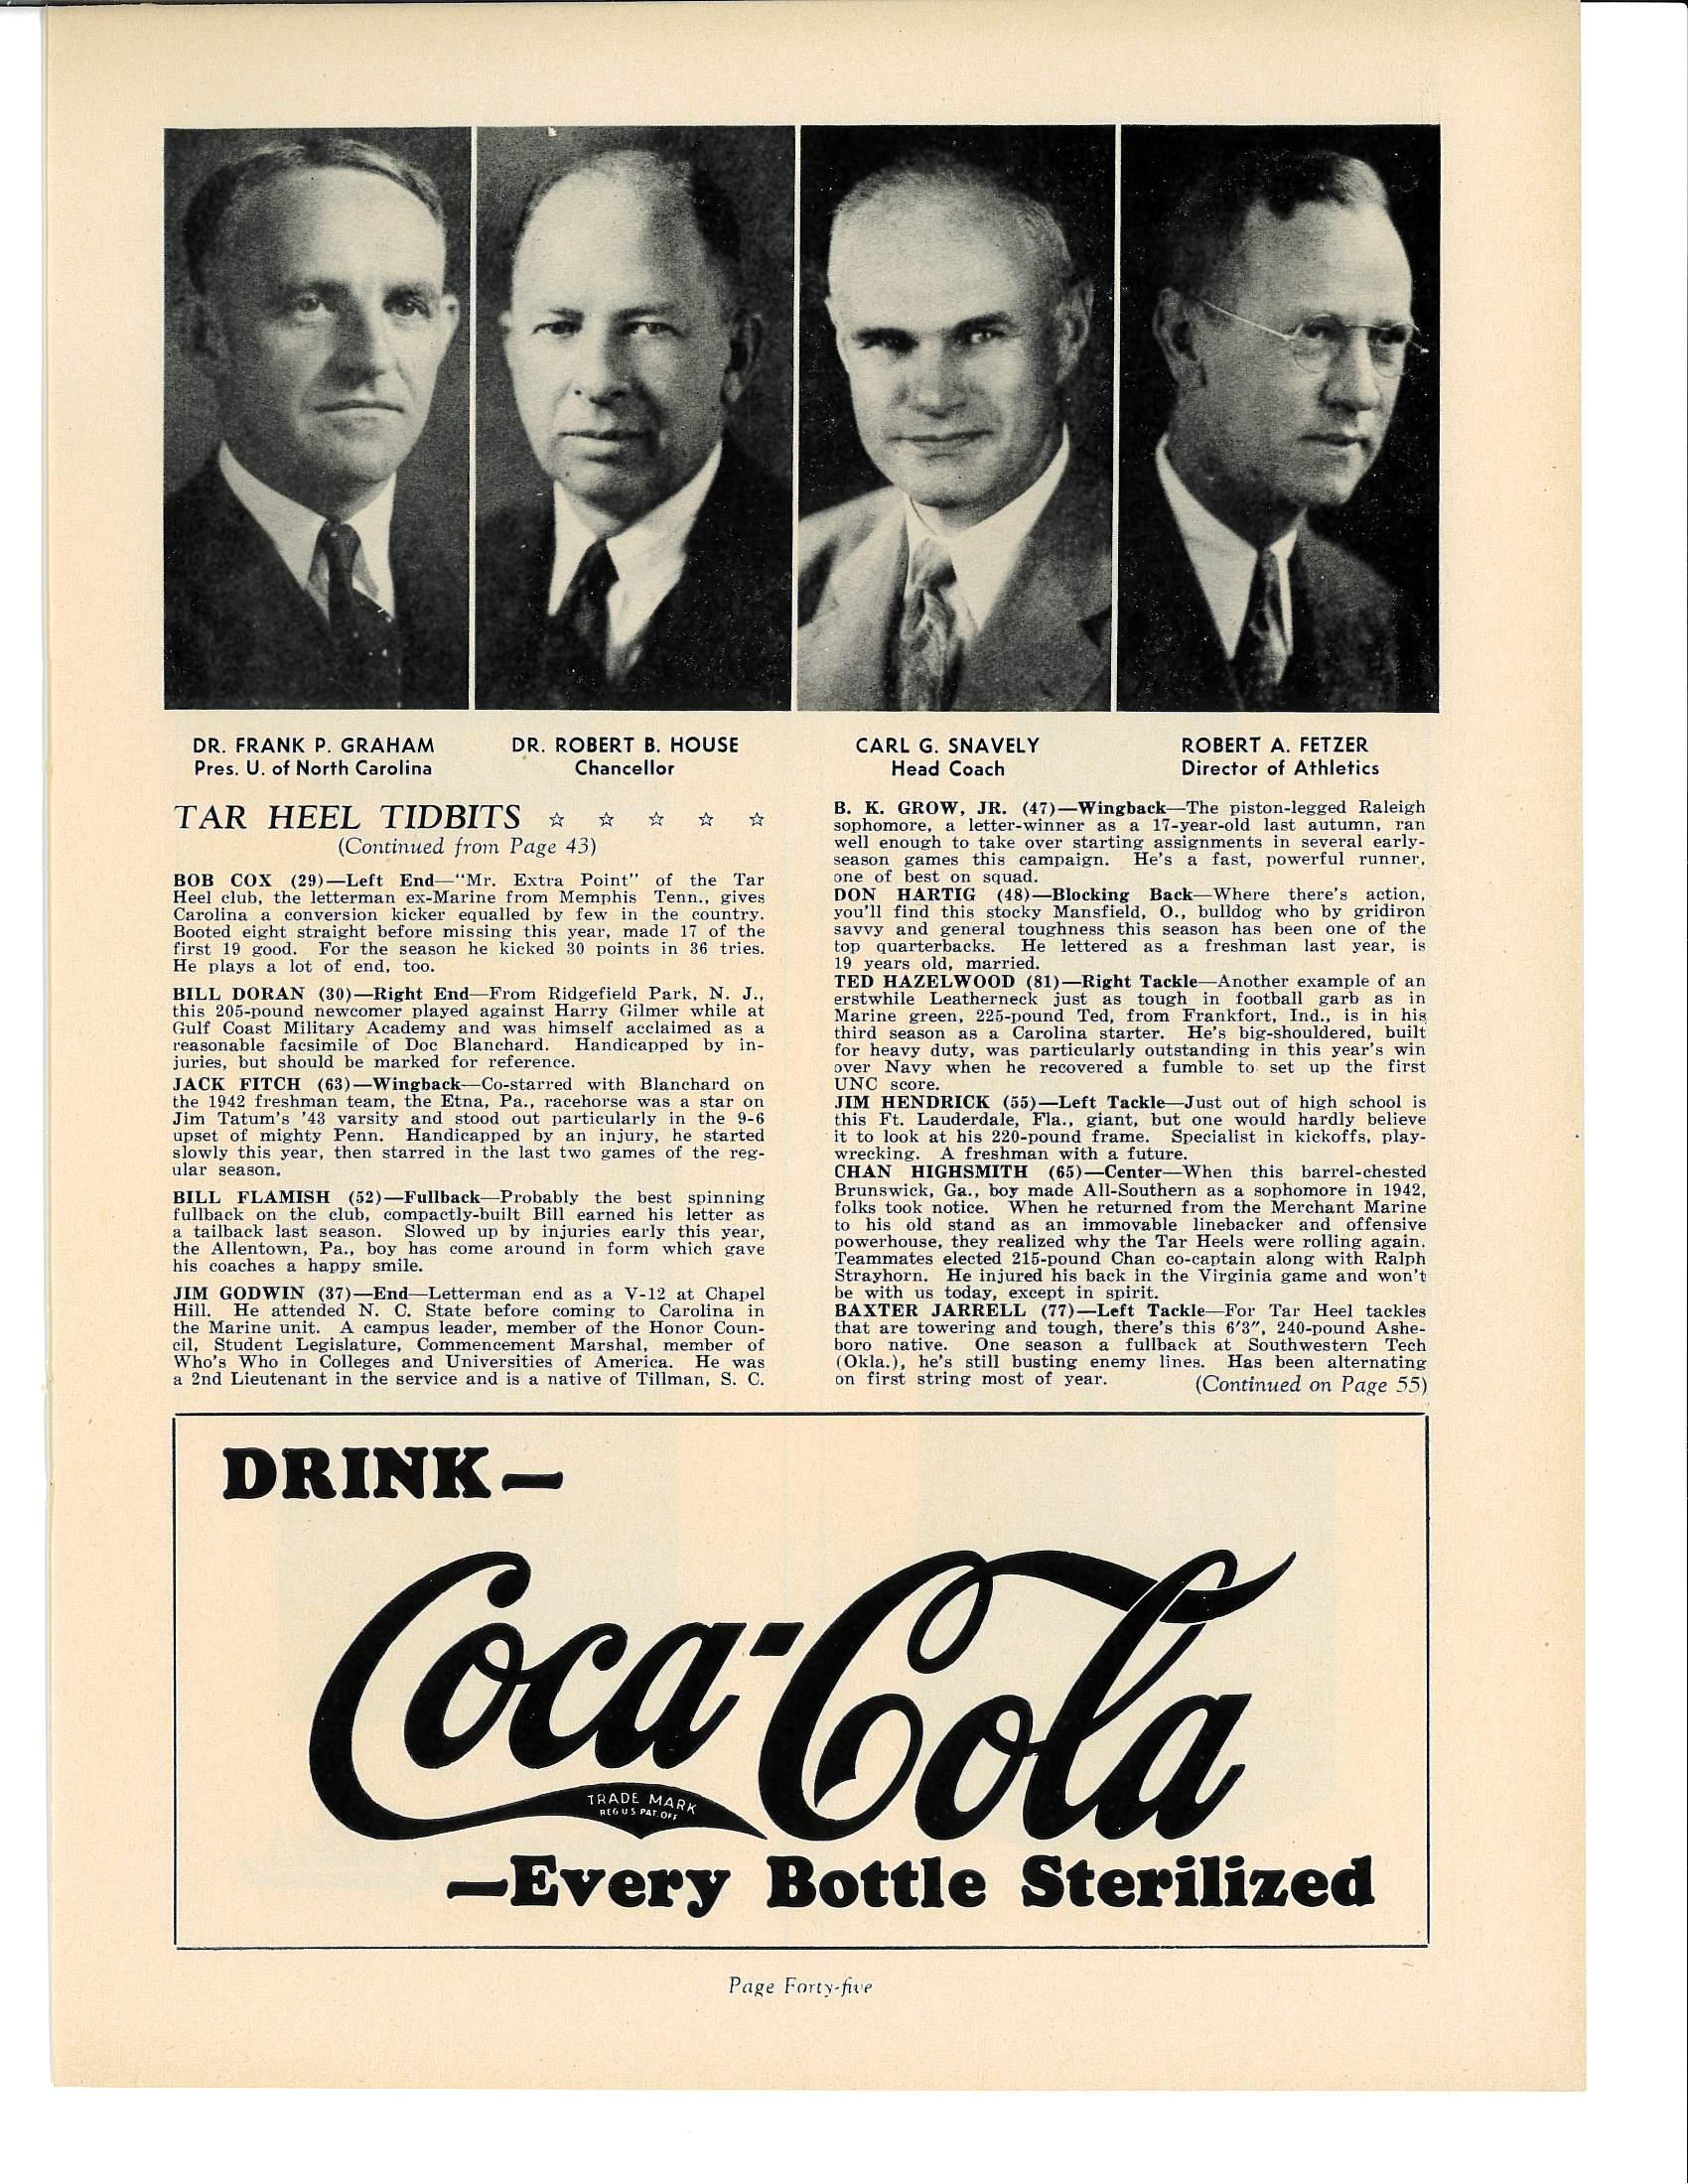 DR. FRANK P. GRAHAM
Pres. U. of North Carolina
DR. ROBERT B. HOUSE
Chancellor
CARL G. SNAVELY
Head Coach
ROBERT A. FETZER
Director of Athletics
TAR HEEL TIDBITS ☆ ☆ ☆ ☆ ☆
(Continued from Page 43)
BOB COX (29)—Left End—"Mr. Extra Point" of the Tar
Heel club, the letterman ex-Marine from Memphis Tenn., gives
Carolina a conversion kicker equalled by few in the country.
Booted eight straight before missing this year, made 17 of the
first 19 good. For the season he kicked 30 points in 36 tries.
He plays a lot of end, too.
BILL DORAN (30)—Right End—From Ridgefield Park, N. J.,
this 205-pound newcomer played against Harry Gilmer while at
Gulf Coast Military Academy and was himself acclaimed as a
reasonable facsimile of Doc Blanchard. Handicapped by in-
juries, but should be marked for reference.
JACK FITCH (63)—Wingback—Co-starred with Blanchard on
the 1942 freshman team, the Etna, Pa., racehorse was a star on
Jim Tatum's '43 varsity and stood out particularly in the 9-6
upset of mighty Penn. Handicapped by an injury, he started
slowly this year, then starred in the last two games of the reg-
ular season.
BILL FLAMISH (52)—Fullback—Probably the best spinning
fullback on the club, compactly-built Bill earned his letter as
a tailback last season. Slowed up by injuries early this year,
the Allentown, Pa., boy has come around in form which gave
his coaches a happy smile.
JIM GODWIN (37)—End—Letterman end as a V-12 at Chapel
Hill. He attended N. C. State before coming to Carolina in
the Marine unit. A campus leader, member of the Honor Coun-
cil, Student Legislature, Commencement Marshal, member of
Who's Who in Colleges and Universities of America. He was
a 2nd Lieutenant in the service and is a native of Tillman, S. C.
B. K. GROW, JR. (47)—Wingback—The piston-legged Raleigh
sophomore, a letter-winner as a 17-year-old last autumn, ran
well enough to take over starting assignments in several early-
season games this campaign. He's a fast, powerful runner,
one of best on squad.
DON HARTIG (48)—Blocking Back—Where there's action,
you'll find this stocky Mansfield, O., bulldog who by gridiron
savvy and general toughness this season has been one of the
top quarterbacks. He lettered as a freshman last year, is
19 years old, married.
TED HAZELWOOD (81)—Right Tackle—Another example of an
erstwhile Leatherneck just as tough in football garb as in
Marine green, 225-pound Ted, from Frankfort, Ind., is in his
third season as a Carolina starter. He's big-shouldered, built
for heavy duty, was particularly outstanding in this year's win
over Navy when he recovered a fumble to set up the first
UNC score.
JIM HENDRICK (55)—Left Tackle—Just out of high school is
this Ft. Lauderdale, Fla., giant, but one would hardly believe
it to look at his 220-pound frame. Specialist in kickoffs, play-
wrecking. A freshman with a future.
CHAN HIGHSMITH (65)—Center—When this barrel-chested
Brunswick, Ga., boy made All-Southern as a sophomore in 1942,
folks took notice. When he returned from the Merchant Marine
to his old stand as an immovable linebacker and offensive
powerhouse, they realized why the Tar Heels were rolling again.
Teammates elected 215-pound Chan co-captain along with Ralph
Strayhorn. He injured his back in the Virginia game and won't
be with us today, except in spirit.
BAXTER JARRELL (77)—Left Tackle—For Tar Heel tackles
that are towering and tough, there's this 6'3", 240-pound Ashe-
boro native. One season a fullback at Southwestern Tech
(Okla.), he's still busting enemy lines. Has been alternating
on first string most of year. (Continued on Page 55)
DRINK—
Coca-Cola
TRADE MARK
REG US PAT. OFF
—Every Bottle Sterilized
Page Forty-five